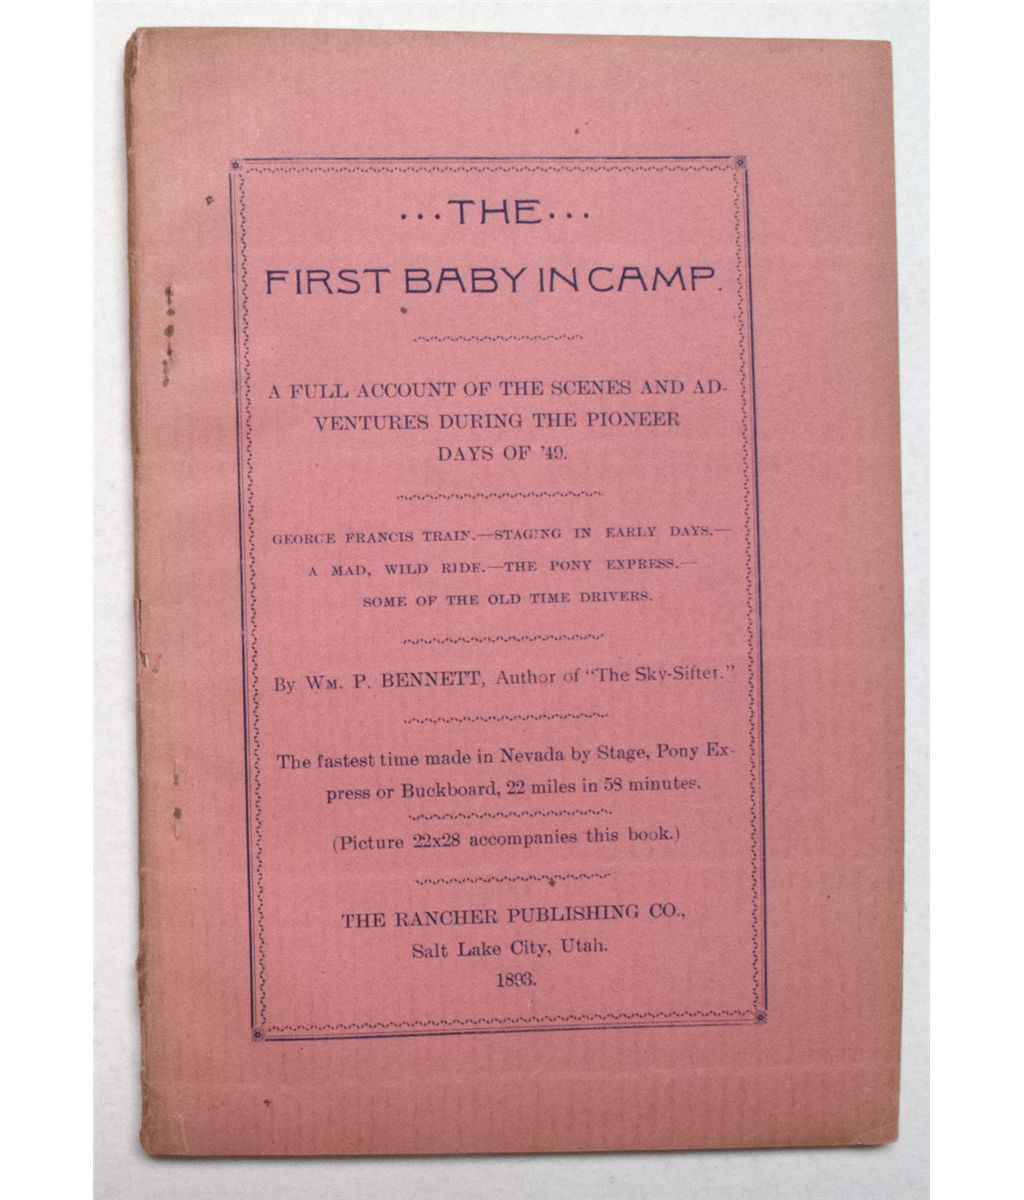 ...THE...
FIRST BABY IN CAMP.
A FULL ACCOUNT OF THE SCENES AND AD-
VENTURES DURING THE PIONEER
DAYS OF '49.
GEORGE FRANCIS TRAIN.—STAGING IN EARLY DAYS.—
A MAD, WILD RIDE.—THE PONY EXPRESS.—
SOME OF THE OLD TIME DRIVERS.
By WM. P. BENNETT, Author of "The Sky-Sifter."
The fastest time made in Nevada by Stage, Pony Ex-
press or Buckboard, 22 miles in 58 minutes.
(Picture 22x28 accompanies this book.)
THE RANCHER PUBLISHING CO.,
Salt Lake City, Utah.
1893.